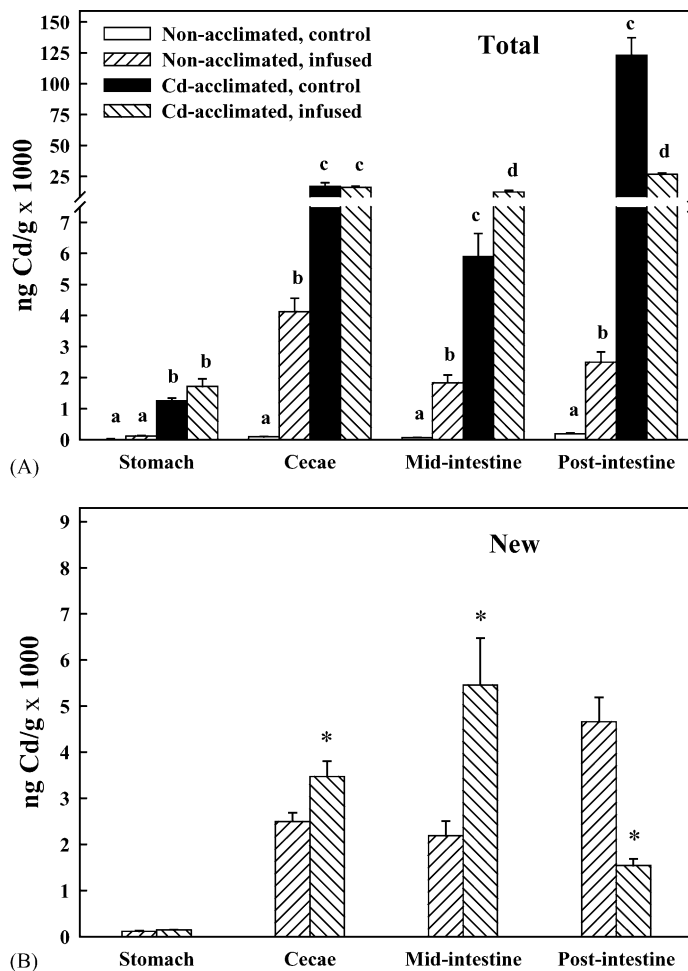 150
125
100
75
50
25
7
6
5
4
3
2
1
0
ng Cd/g x 1000
Non-acclimated, control
Non-acclimated, infused
Cd-acclimated, control
Cd-acclimated, infused
Total
a a b b
a b c c
a b c d
a b c d
Stomach Cecae Mid-intestine Post-intestine
(A)
9
8
7
6
5
4
3
2
1
0
ng Cd/g x 1000
New
* * *
Stomach Cecae Mid-intestine Post-intestine
(B)